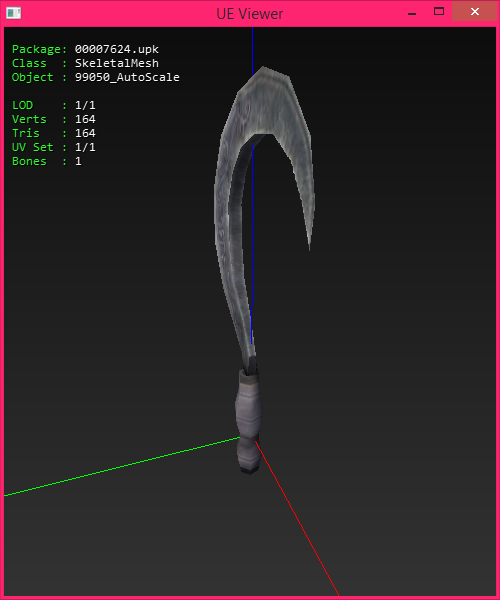 UE Viewer
Package: 00007624.upk
Class : SkeletalMesh
Object : 99050_AutoScale
LOD : 1/1
Verts : 164
Tris : 164
UV Set : 1/1
Bones : 1